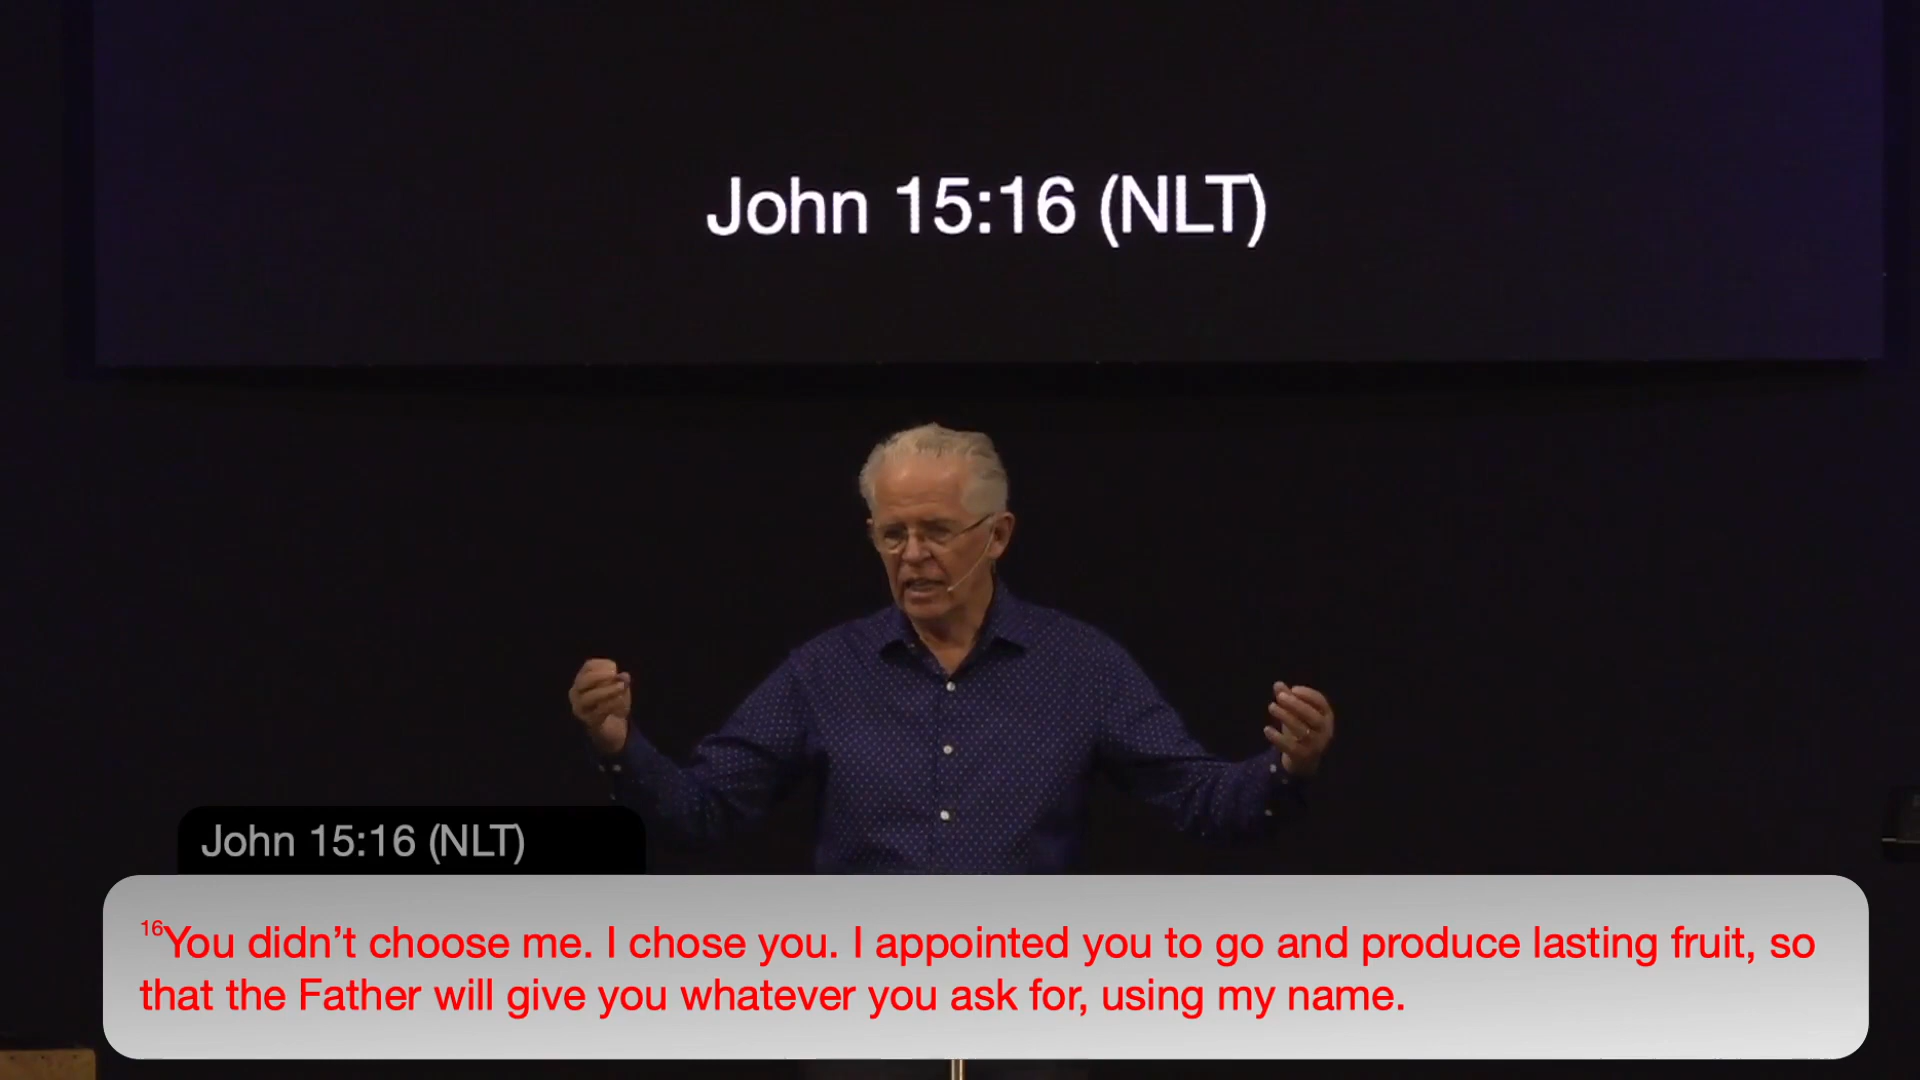 John 15:16 (NLT)
John 15:16 (NLT)
16You didn’t choose me. I chose you. I appointed you to go and produce lasting fruit, so
that the Father will give you whatever you ask for, using my name.